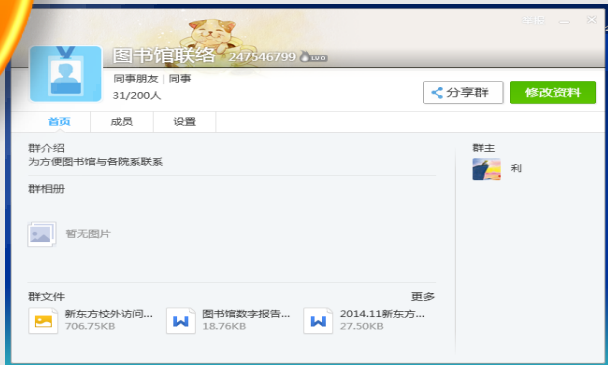 举报
图书馆联络 247546799 LV0
同事朋友 | 同事
31/200人
分享群 修改资料
首页 成员 设置
群介绍
为方便图书馆与各院系联系
群主
利
群相册
暂无图片
群文件 更多
新东方校外访问...
706.75KB
图书馆数字报告...
18.76KB
2014.11新东方...
27.50KB